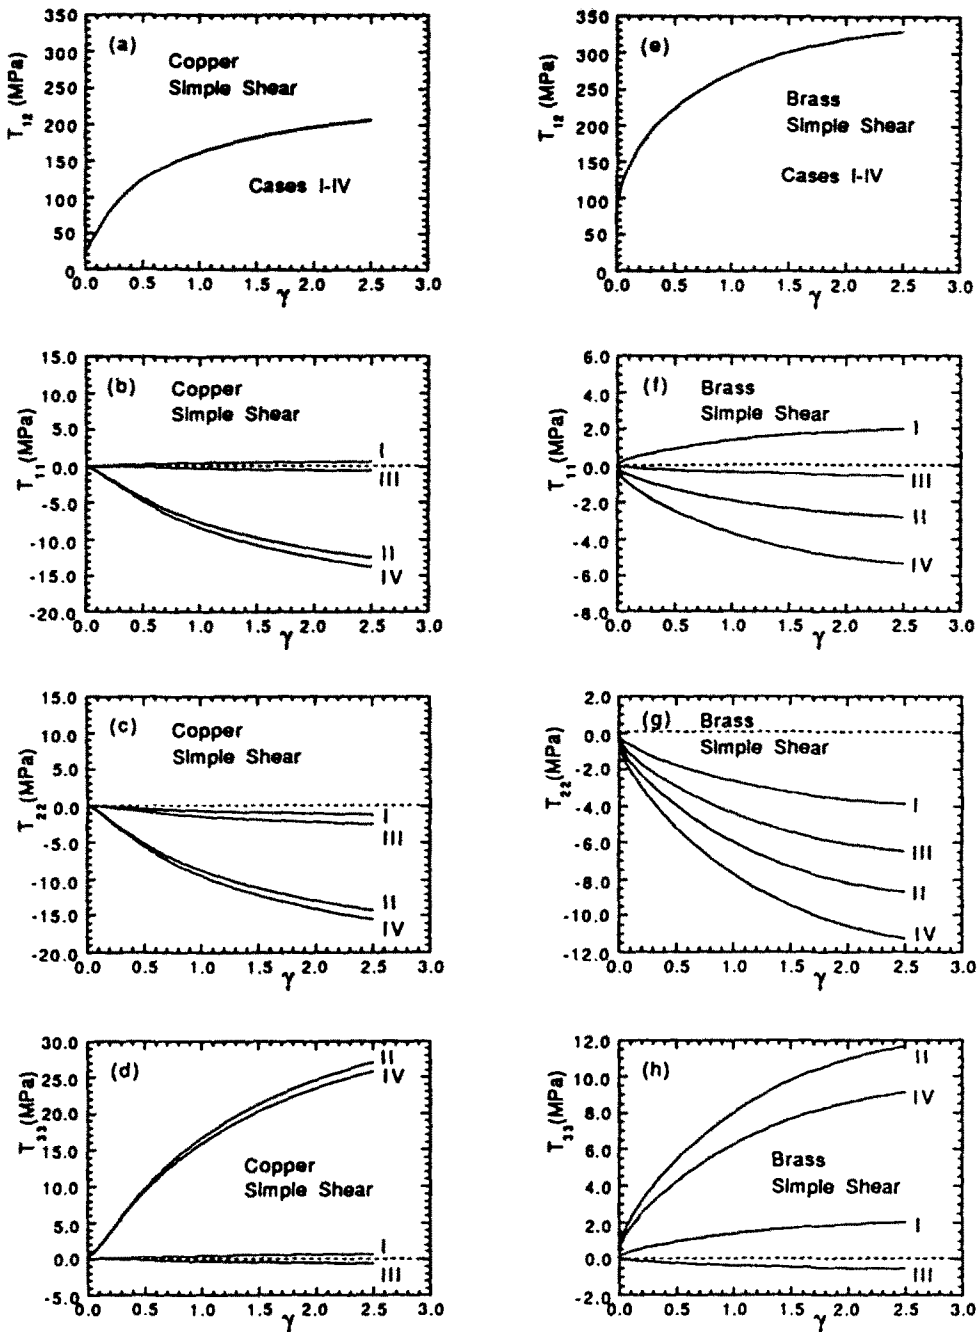 350
300
250
200
150
100
50
0
T12 (MPa)
(a)
Copper
Simple Shear
Cases I-IV
0.0 0.5 1.0 1.5 2.0 2.5 3.0
γ
350
300
250
200
150
100
50
0
T12 (MPa)
(e)
Brass
Simple Shear
Cases I-IV
0.0 0.5 1.0 1.5 2.0 2.5 3.0
γ
15.0
10.0
5.0
0.0
-5.0
-10.0
-15.0
-20.0
T11 (MPa)
(b)
Copper
Simple Shear
I
III
II
IV
0.0 0.5 1.0 1.5 2.0 2.5 3.0
γ
6.0
4.0
2.0
0.0
-2.0
-4.0
-6.0
-8.0
T11 (MPa)
(f)
Brass
Simple Shear
I
III
II
IV
0.0 0.5 1.0 1.5 2.0 2.5 3.0
γ
15.0
10.0
5.0
0.0
-5.0
-10.0
-15.0
-20.0
T22 (MPa)
(c)
Copper
Simple Shear
I
III
II
IV
0.0 0.5 1.0 1.5 2.0 2.5 3.0
γ
2.0
0.0
-2.0
-4.0
-6.0
-8.0
-10.0
-12.0
T22 (MPa)
(g)
Brass
Simple Shear
I
III
II
IV
0.0 0.5 1.0 1.5 2.0 2.5 3.0
γ
30.0
25.0
20.0
15.0
10.0
5.0
0.0
-5.0
T33 (MPa)
(d)
II
IV
Copper
Simple Shear
I
III
0.0 0.5 1.0 1.5 2.0 2.5 3.0
γ
12.0
10.0
8.0
6.0
4.0
2.0
0.0
-2.0
T33 (MPa)
(h)
II
IV
Brass
Simple Shear
I
III
0.0 0.5 1.0 1.5 2.0 2.5 3.0
γ